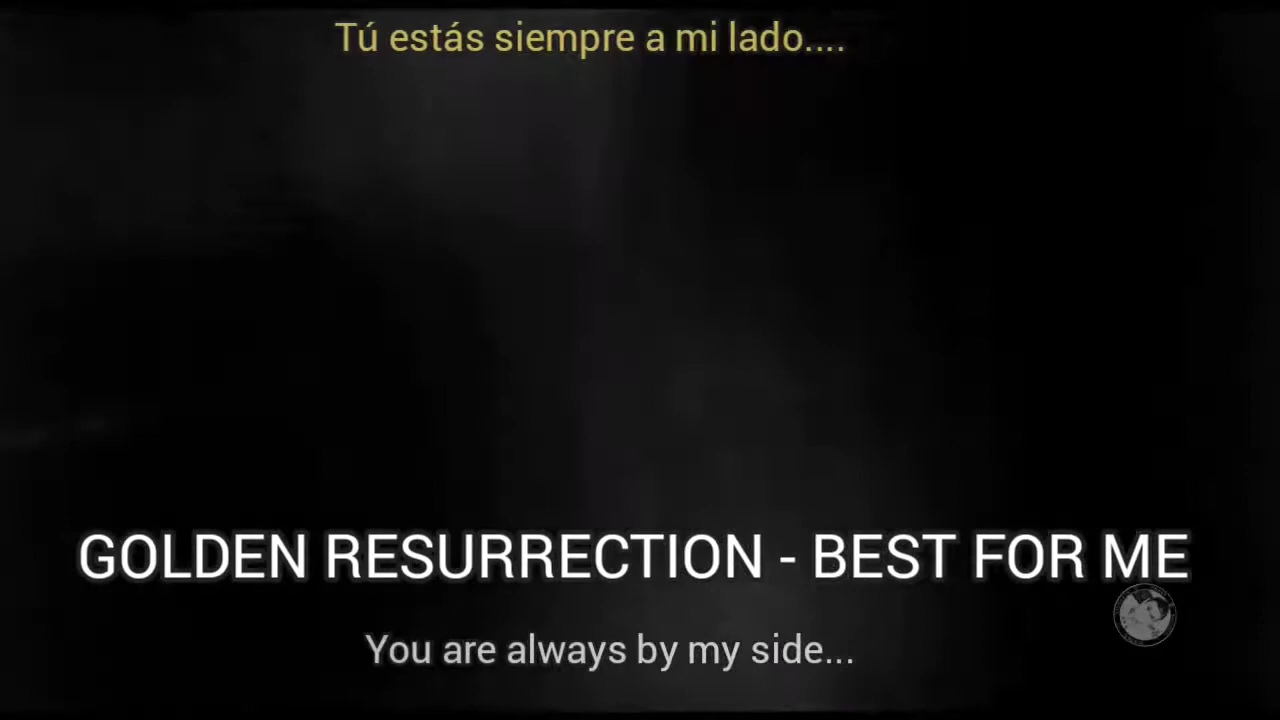 Tú estás siempre a mi lado....
GOLDEN RESURRECTION - BEST FOR ME
You are always by my side...